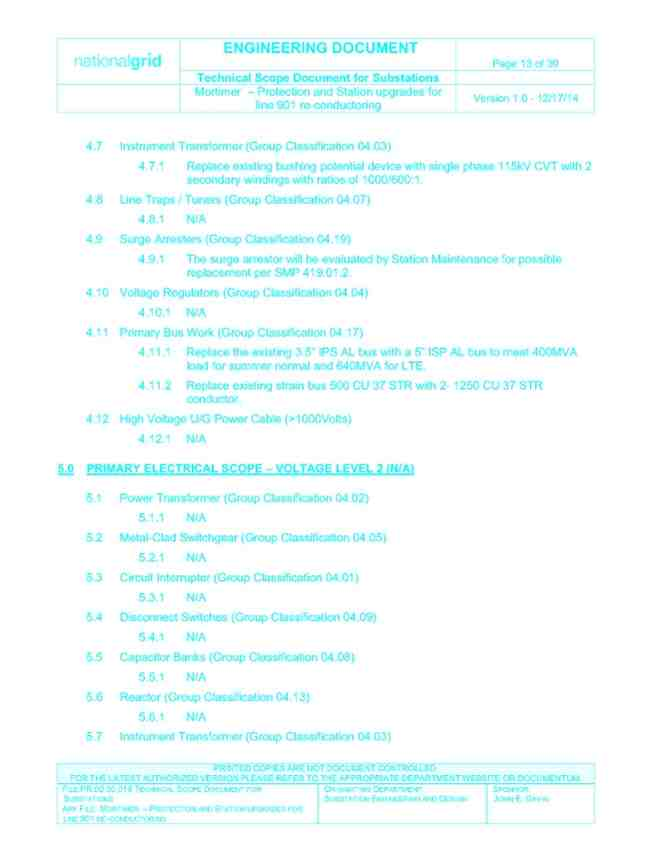 nationalgrid
ENGINEERING DOCUMENT
Page 13 of 39
Technical Scope Document for Substations
Mortimer – Protection and Station upgrades for
line 901 re-conductoring
Version 1.0 - 12/17/14
4.7 Instrument Transformer (Group Classification 04.03)
4.7.1 Replace existing bushing potential device with single phase 115kV CVT with 2
secondary windings with ratios of 1000/600:1.
4.8 Line Traps / Tuners (Group Classification 04.07)
4.8.1 N/A
4.9 Surge Arresters (Group Classification 04.19)
4.9.1 The surge arrestor will be evaluated by Station Maintenance for possible
replacement per SMP 419.01.2.
4.10 Voltage Regulators (Group Classification 04.04)
4.10.1 N/A
4.11 Primary Bus Work (Group Classification 04.17)
4.11.1 Replace the existing 3.5" IPS AL bus with a 5" ISP AL bus to meet 400MVA
load for summer normal and 640MVA for LTE.
4.11.2 Replace existing strain bus 500 CU 37 STR with 2- 1250 CU 37 STR
conductor.
4.12 High Voltage U/G Power Cable (>1000Volts)
4.12.1 N/A
5.0 PRIMARY ELECTRICAL SCOPE – VOLTAGE LEVEL 2 (N/A)
5.1 Power Transformer (Group Classification 04.02)
5.1.1 N/A
5.2 Metal-Clad Switchgear (Group Classification 04.05)
5.2.1 N/A
5.3 Circuit Interrupter (Group Classification 04.01)
5.3.1 N/A
5.4 Disconnect Switches (Group Classification 04.09)
5.4.1 N/A
5.5 Capacitor Banks (Group Classification 04.08)
5.5.1 N/A
5.6 Reactor (Group Classification 04.13)
5.6.1 N/A
5.7 Instrument Transformer (Group Classification 04.03)
PRINTED COPIES ARE NOT DOCUMENT CONTROLLED.
FOR THE LATEST AUTHORIZED VERSION PLEASE REFER TO THE APPROPRIATE DEPARTMENT WEBSITE OR DOCUMENTUM.
TECHNICAL SCOPE DOCUMENT FOR
SUBSTATIONS
FILE: MORTIMER – PROTECTION AND STATION UPGRADES FOR
LINE 901 RE-CONDUCTORING
ORIGINATING DEPARTMENT:
SUBSTATION ENGINEERING AND DESIGN
SPONSOR:
JOHN E.